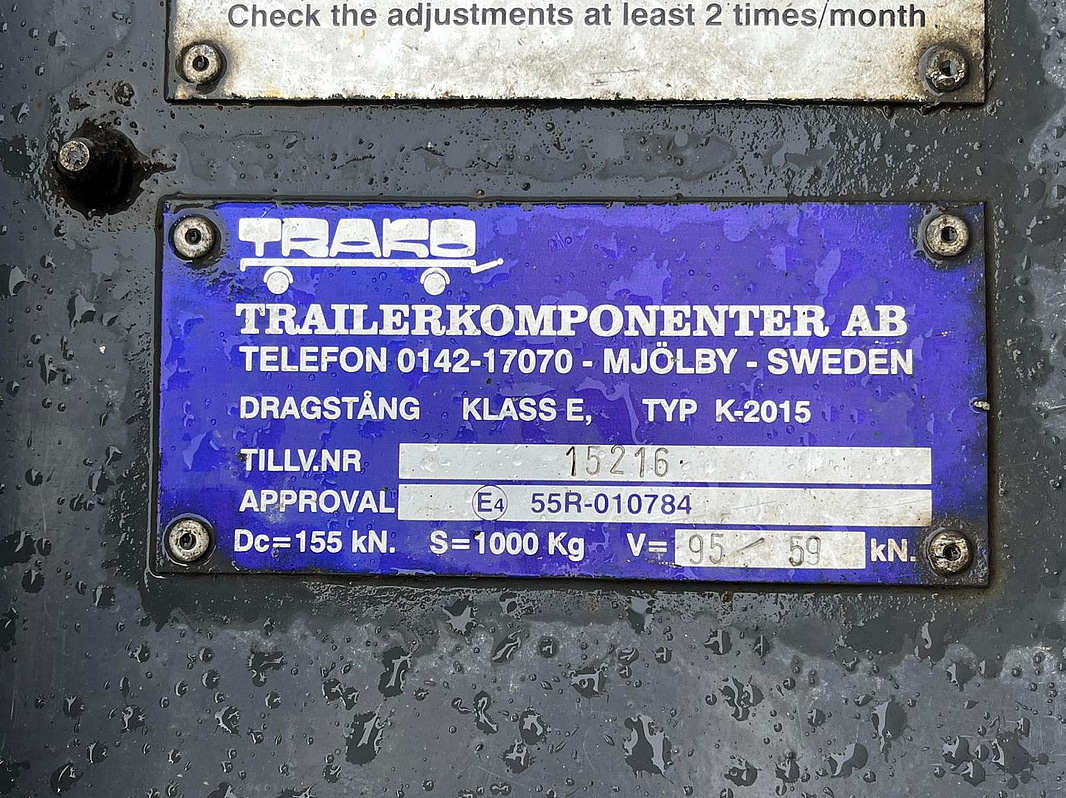 Check the adjustments at least 2 times/month
TRAKO
TRAILERKOMPONENTER AB
TELEFON 0142-17070 - MJÖLBY - SWEDEN
DRAGSTÅNG KLASS E, TYP K-2015
TILLV.NR 15216
APPROVAL E4 55R-010784
Dc=155 kN. S=1000 Kg V= 95 / 59 kN.